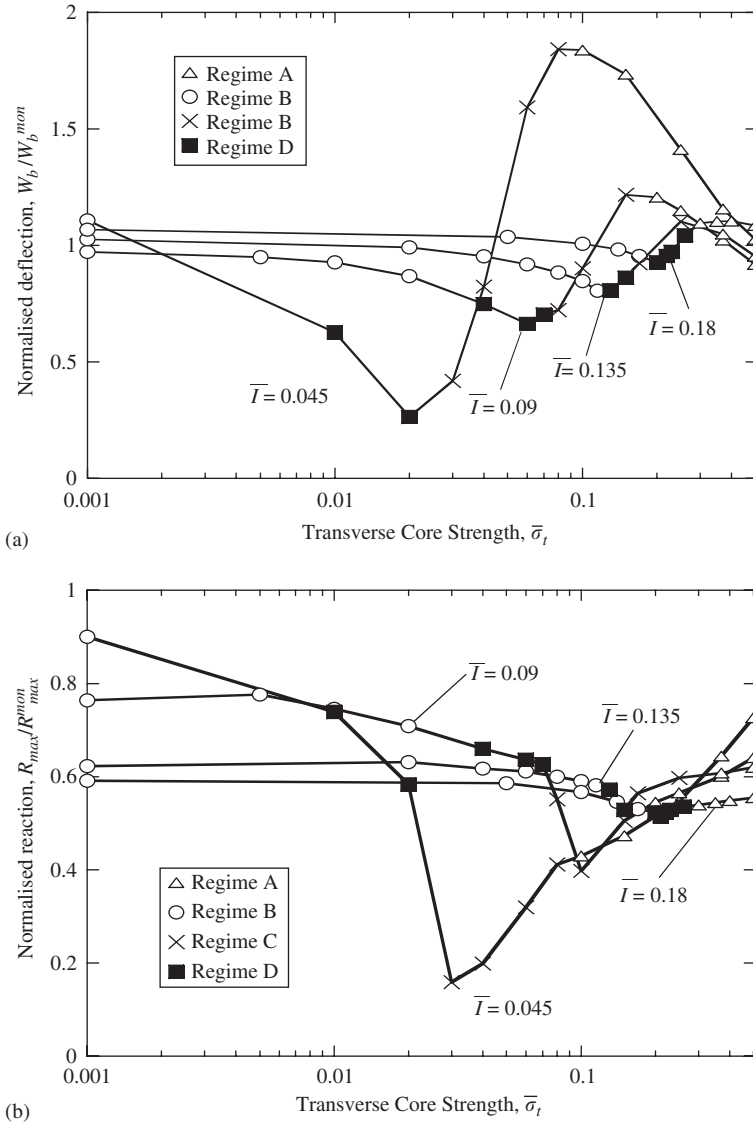 2
1.5
1
0.5
0
Normalised deflection, W_b/W_b^mon
Regime A
Regime B
Regime B
Regime D
I̅ = 0.045
I̅ = 0.09
I̅ = 0.135
I̅ = 0.18
0.001
0.01
0.1
Transverse Core Strength, σ̅_t
(a)
1
0.8
0.6
0.4
0.2
0
Normalised reaction, R_max/R_max^mon
I̅ = 0.09
I̅ = 0.135
I̅ = 0.18
I̅ = 0.045
Regime A
Regime B
Regime C
Regime D
0.001
0.01
0.1
Transverse Core Strength, σ̅_t
(b)